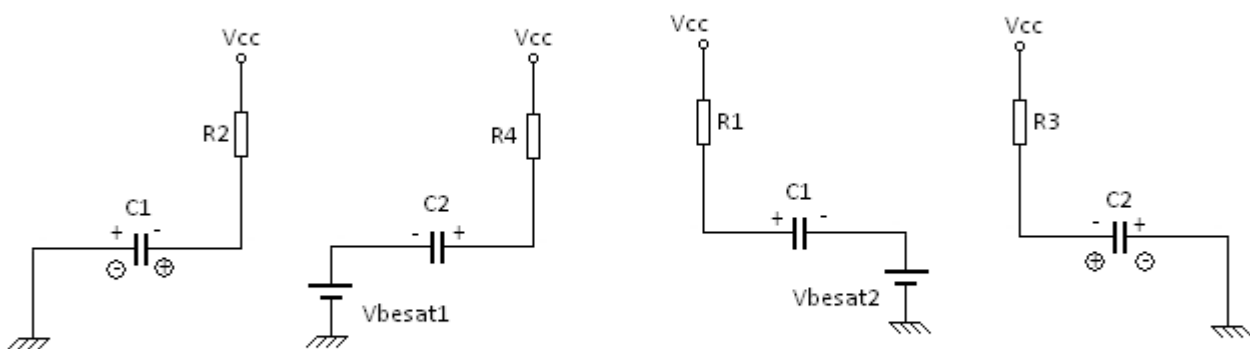 Vcc
R2
C1
+ -
- +
Vcc
R4
C2
- +
Vbesat1
Vcc
R1
C1
+ -
Vbesat2
Vcc
R3
C2
- +
+ -